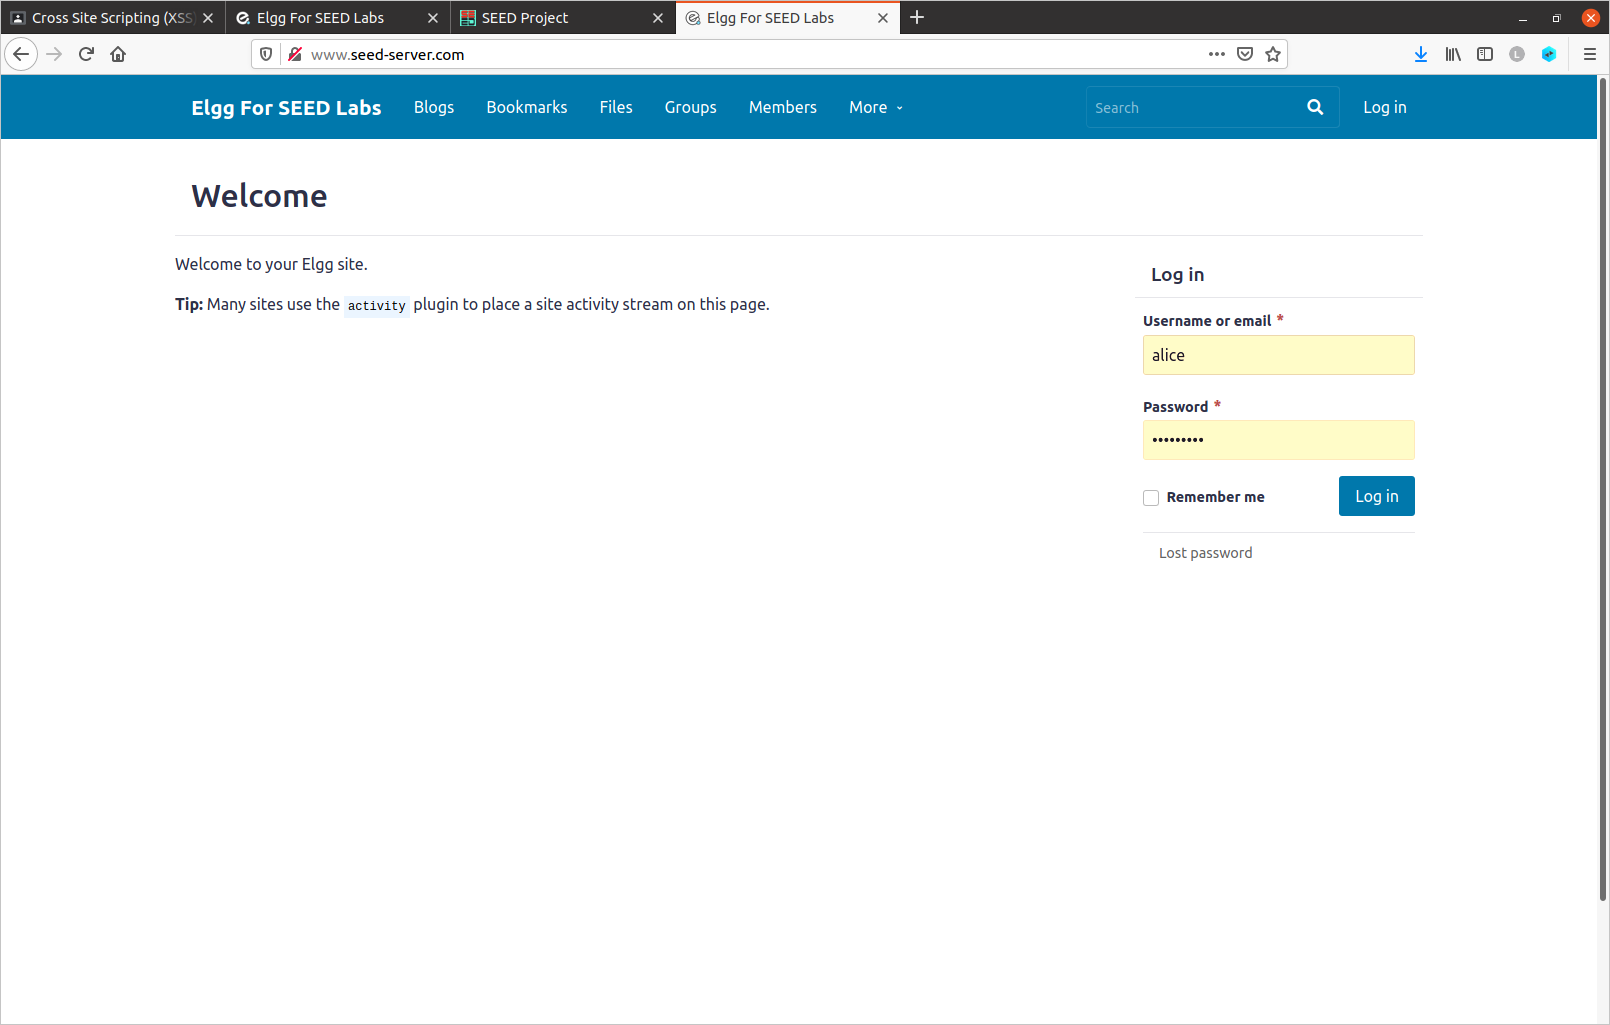 Cross Site Scripting (XSS)
Elgg For SEED Labs
SEED Project
Elgg For SEED Labs
www.seed-server.com
L
Elgg For SEED Labs Blogs Bookmarks Files Groups Members More Search Log in
Welcome
Welcome to your Elgg site.
Tip: Many sites use the activity plugin to place a site activity stream on this page.
Log in
Username or email *
alice
Password *
•••••••••
Remember me Log in
Lost password